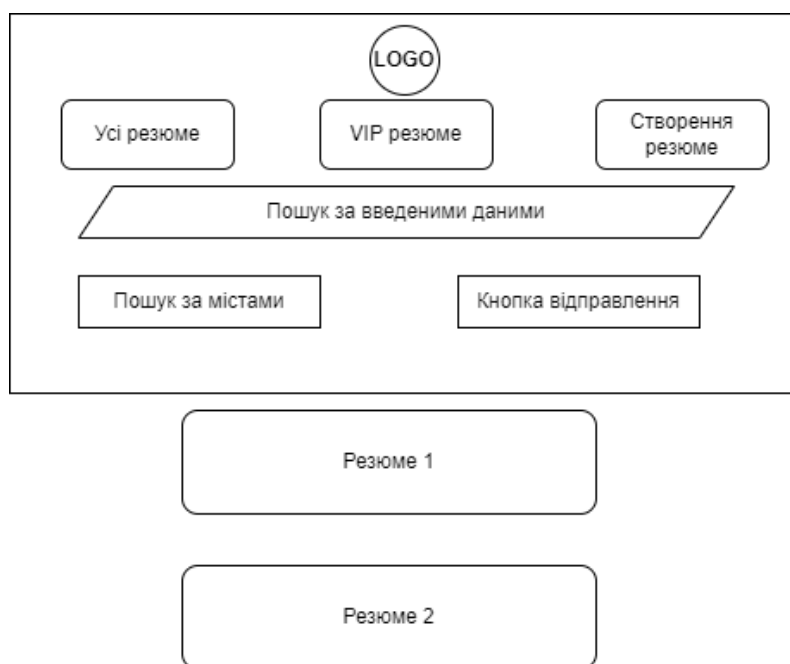 LOGO
Усі резюме
VIP резюме
Створення
резюме
Пошук за введеними даними
Пошук за містами
Кнопка відправлення
Резюме 1
Резюме 2